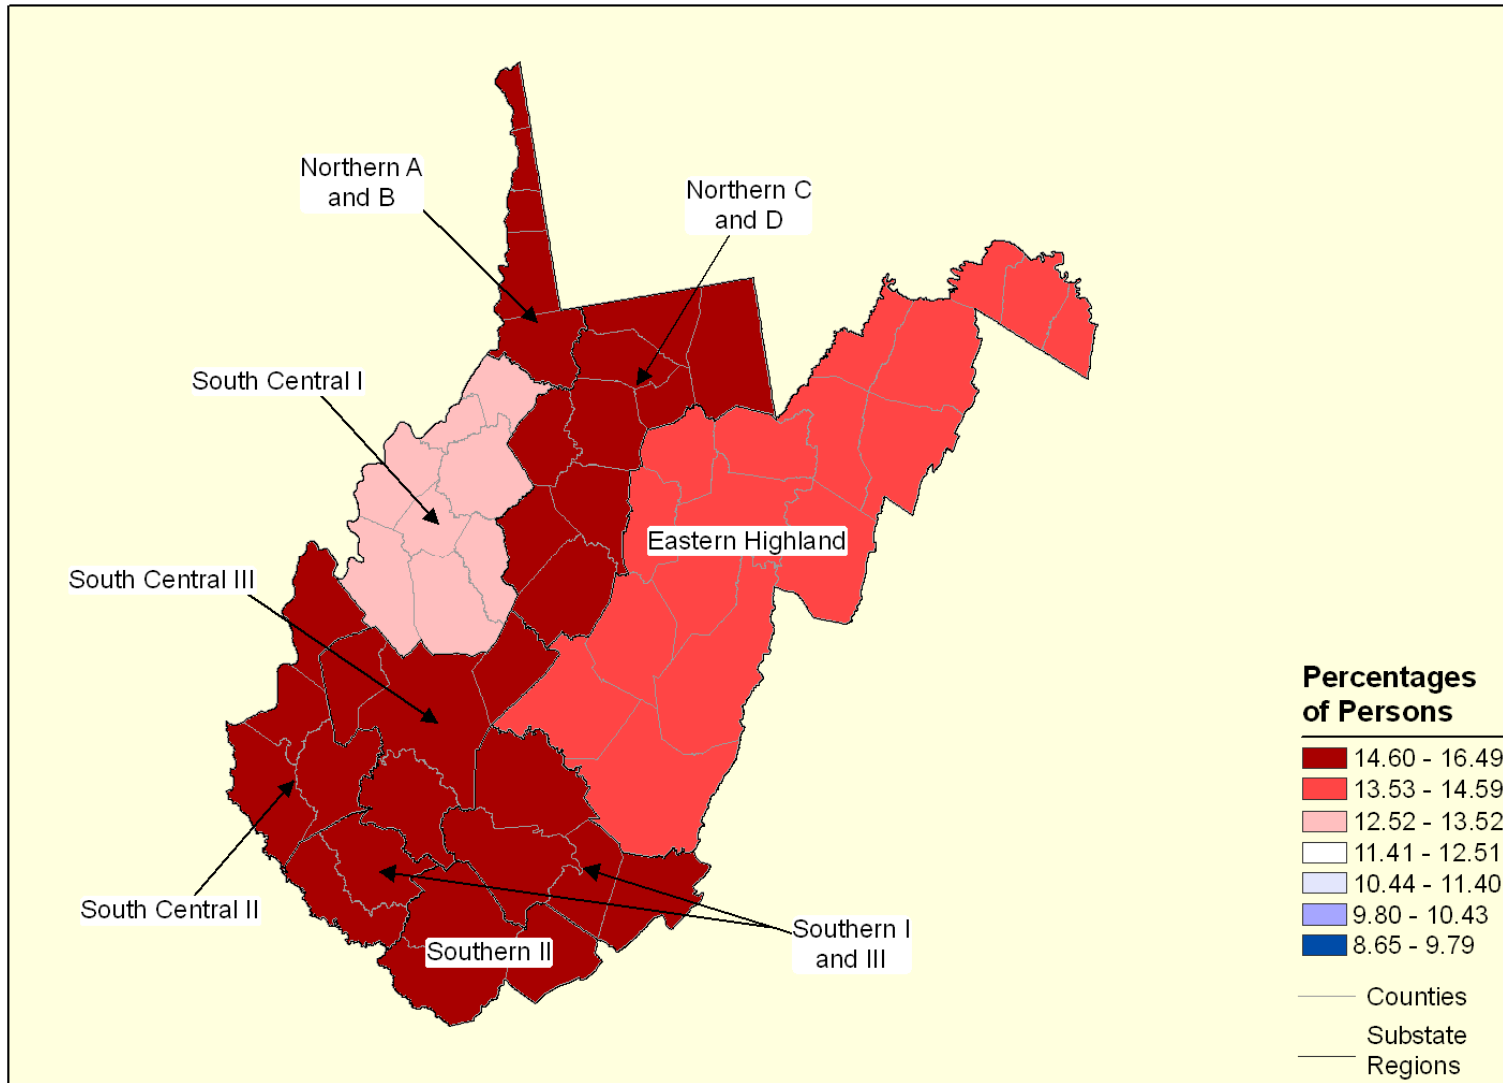 Northern A
and B
Northern C
and D
South Central I
Eastern Highland
South Central III
South Central II
Southern II
Southern I
and III
Percentages
of Persons
14.60 - 16.49
13.53 - 14.59
12.52 - 13.52
11.41 - 12.51
10.44 - 11.40
9.80 - 10.43
8.65 - 9.79
Counties
Substate
Regions